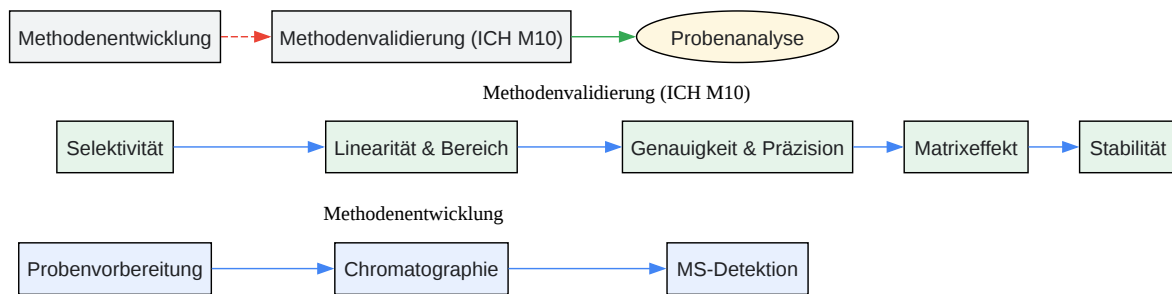 Methodenentwicklung
Methodenvalidierung (ICH M10)
Probenanalyse
Methodenvalidierung (ICH M10)
Selektivität
Linearität & Bereich
Genauigkeit & Präzision
Matrixeffekt
Stabilität
Methodenentwicklung
Probenvorbereitung
Chromatographie
MS-Detektion